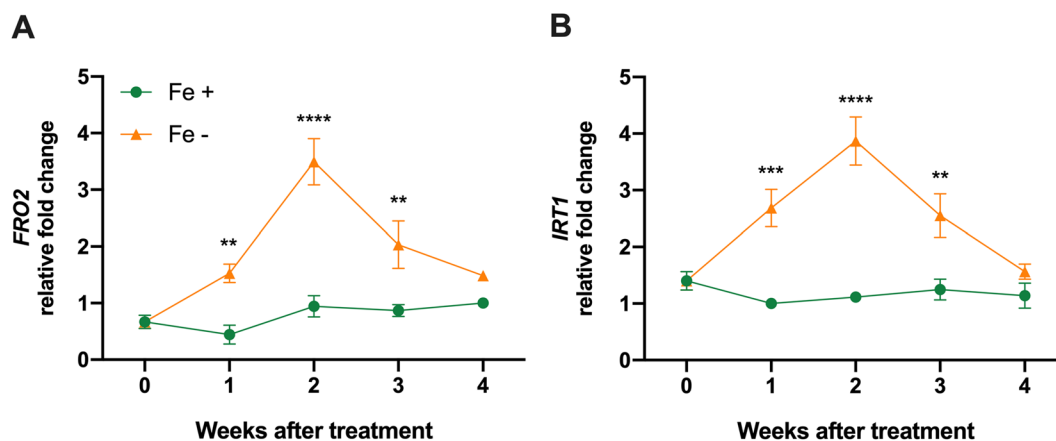 A
FRO2
relative fold change
5
4
3
2
1
0
Fe +
Fe -
**
****
**
0 1 2 3 4
Weeks after treatment
B
IRT1
relative fold change
5
4
3
2
1
0
***
****
**
0 1 2 3 4
Weeks after treatment